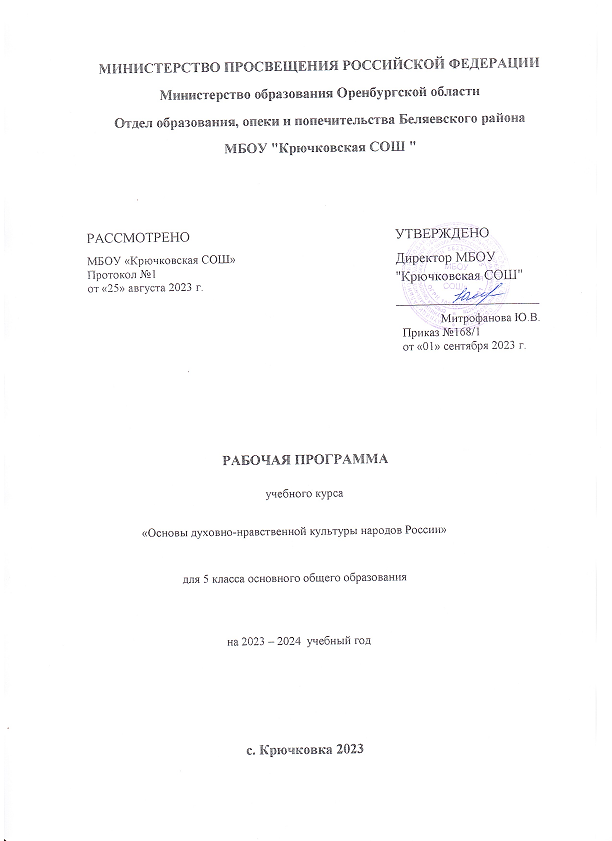 МИНИСТЕРСТВО ПРОСВЕЩЕНИЯ РОССИЙСКОЙ ФЕДЕРАЦИИ
Министерство образования Оренбургской области
Отдел образования, опеки и попечительства Беляевского района
МБОУ "Крючковская СОШ "
РАССМОТРЕНО
МБОУ «Крючковская СОШ»
Протокол №1
от «25» августа 2023 г.
УТВЕРЖДЕНО
Директор МБОУ
"Крючковская СОШ"
Митрофанова Ю.В.
Приказ №168/1
от «01» сентября 2023 г.
РАБОЧАЯ ПРОГРАММА
учебного курса
«Основы духовно-нравственной культуры народов России»
для 5 класса основного общего образования
на 2023 – 2024 учебный год
с. Крючковка 2023